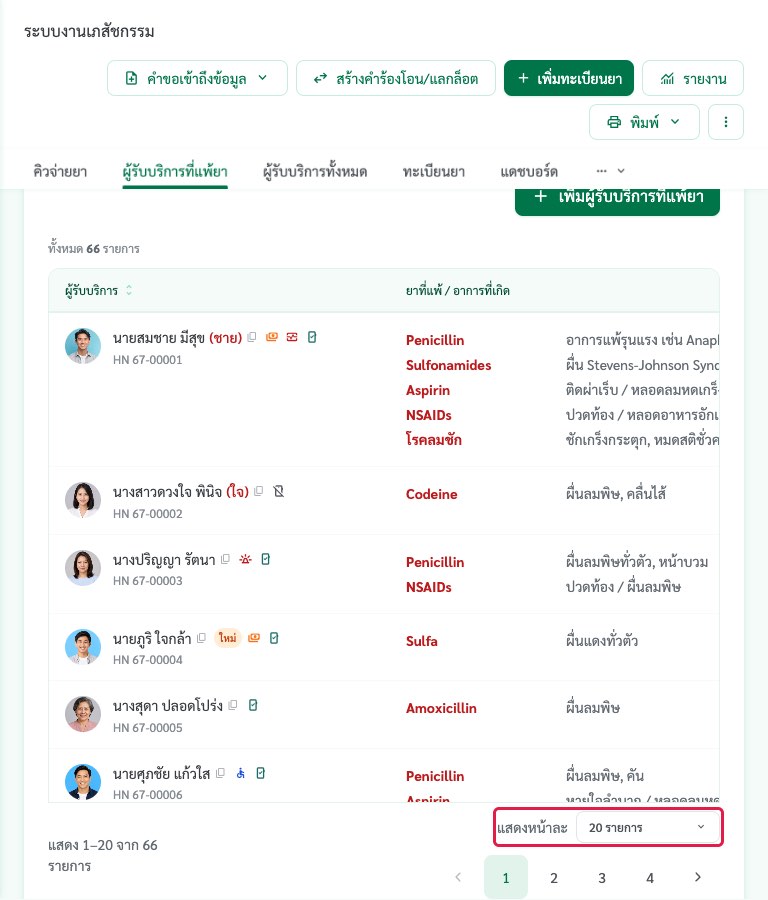 ระบบงานเภสัชกรรม
คำขอเข้าถึงข้อมูล
สร้างคำร้องโอน/แลกล็อต
+ เพิ่มทะเบียนยา
รายงาน
พิมพ์
คิวจ่ายยา
ผู้รับบริการที่แพ้ยา
ผู้รับบริการทั้งหมด
ทะเบียนยา
แดชบอร์ด
...
+ เพิ่มผู้รับบริการที่แพ้ยา
ทั้งหมด 66 รายการ
ผู้รับบริการ
ยาที่แพ้ / อาการที่เกิด
นายสมชาย มีสุข (ชาย)
HN 67-00001
Penicillin อาการแพ้รุนแรง เช่น
Sulfonamides ผื่น Stevens-Johnson
Aspirin ติดฝาเร็บ / หลอดลมหดเกร็ง
NSAIDs ปวดท้อง /
โรคลมชัก ชักเกร็งกระตุก,
นางสาวดวงใจ พินิจ (ใจ)
HN 67-00002
Codeine ผื่นลมพิษ, คลื่นไส้
นางปริญญา รัตนา
HN 67-00003
Penicillin ผื่นลมพิษทั่วตัว, หน้าบวม
NSAIDs ปวดท้อง / ผื่นลมพิษ
นายภูริ ใจกล้า ใหม่
HN 67-00004
Sulfa ผื่นแดงทั่วตัว
นางสุดา ปลอดโปร่ง
HN 67-00005
Amoxicillin ผื่นลมพิษ
นายศุภชัย แก้วใส
HN 67-00006
Penicillin ผื่นลมพิษ, คัน
Aspirin หายใจลำบาก /
แสดงหน้าละ 20 รายการ
แสดง 1–20 จาก 66
รายการ
1 2 3 4